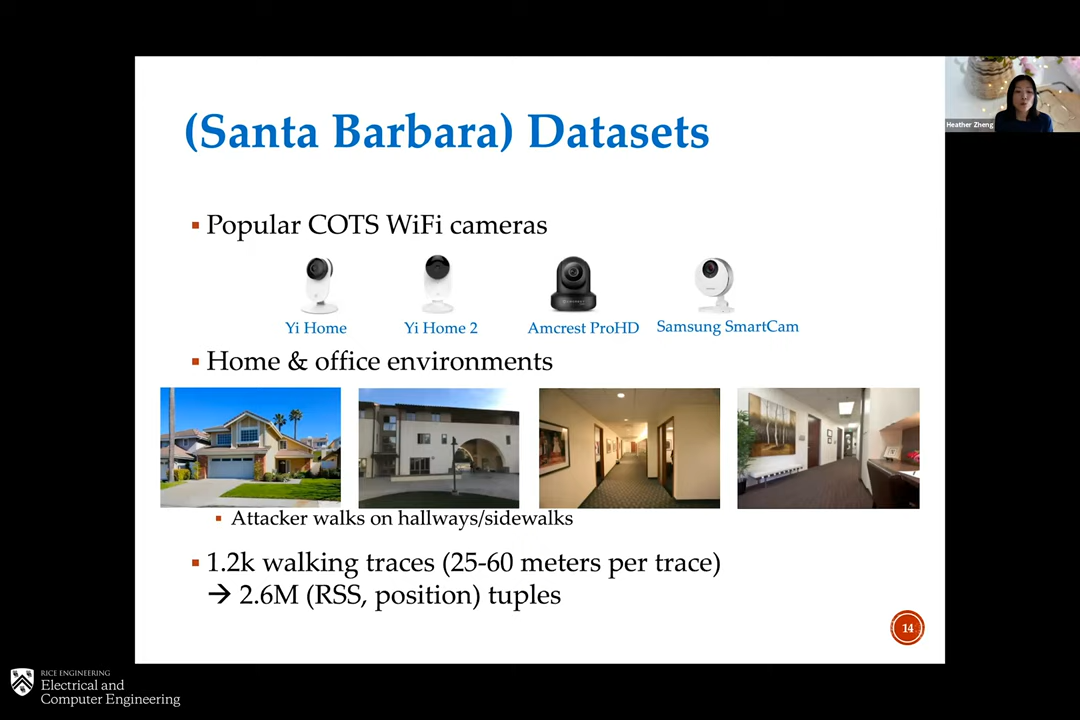 (Santa Barbara) Datasets
Heather Zheng
▪ Popular COTS WiFi cameras
Yi Home
Yi Home 2
Amcrest ProHD
Samsung SmartCam
▪ Home & office environments
▪ Attacker walks on hallways/sidewalks
▪ 1.2k walking traces (25-60 meters per trace)
→ 2.6M (RSS, position) tuples
14
RICE ENGINEERING
Electrical and
Computer Engineering